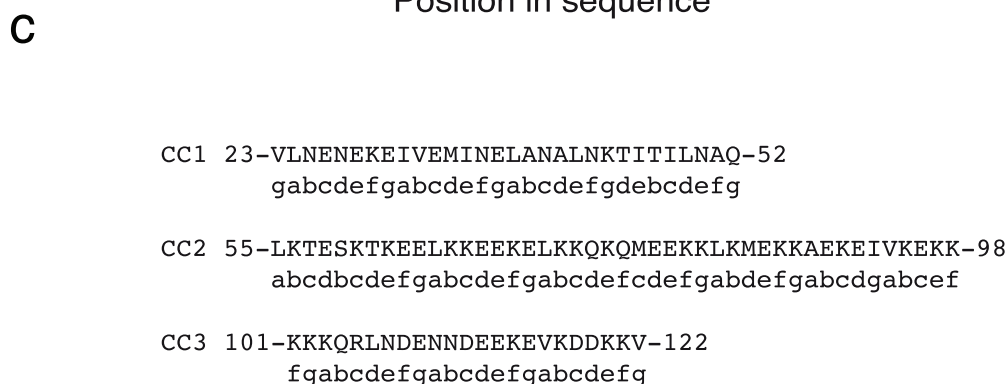 Position in sequence
C
CC1 23-VLNENEKEIVEMINELANALNKTITILNAQ-52
gabcdefgabcdefgabcdefgdebcdefg
CC2 55-LKTESKTKEELKKEEKELKKQKQMEEKKLKMEKKAEKEIVKEKK-98
abcdbcdefgabcdefgabcdefcdefgabdefgabcdgabcef
CC3 101-KKKQRLNDENNDEEKEVKDDKKV-122
fgabcdefgabcdefgabcdefg